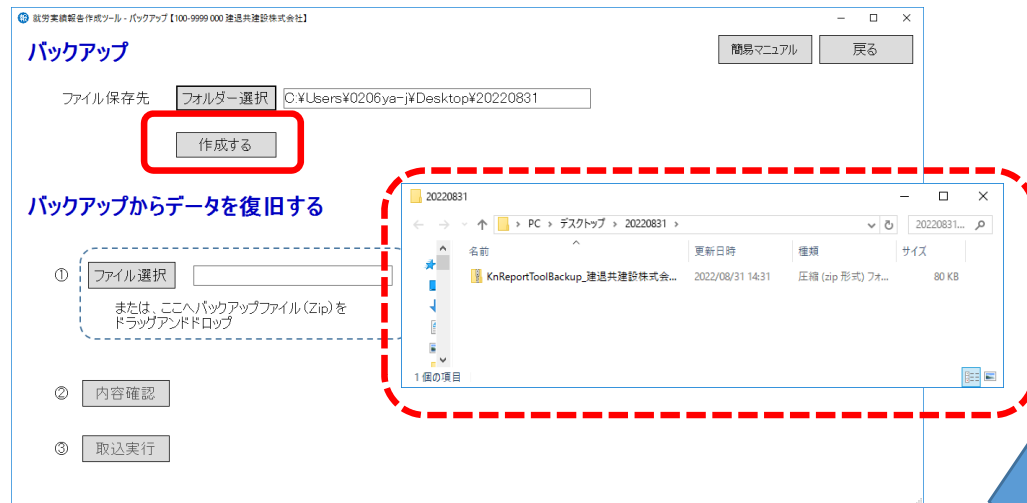 就労実績報告作成ツール - バックアップ【100-9999 000 建退共建設株式会社】
バックアップ
簡易マニュアル
戻る
ファイル保存先
フォルダー選択
C:¥Users¥0206ya-j¥Desktop¥20220831
作成する
バックアップからデータを復旧する
① ファイル選択
または、ここへバックアップファイル(Zip)を
ドラッグアンドドロップ
② 内容確認
③ 取込実行
20220831
PC › デスクトップ › 20220831 ›
20220831...
名前 更新日時 種類 サイズ
KnReportToolBackup_建退共建設株式会... 2022/08/31 14:31 圧縮 (zip 形式) フォ... 80 KB
1 個の項目